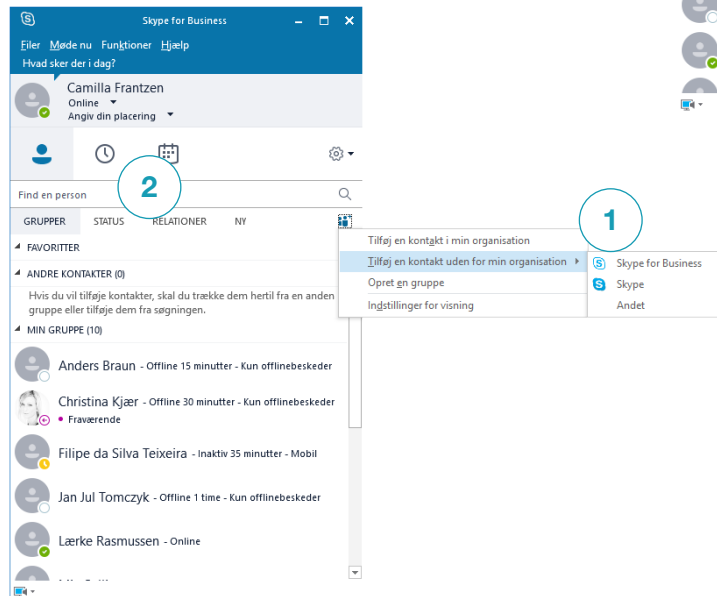 Skype for Business
Filer Møde nu Funktioner Hjælp
Hvad sker der i dag?
Camilla Frantzen
Online
Angiv din placering
2
Find en person
GRUPPER STATUS RELATIONER NY
1
Tilføj en kontakt i min organisation
Tilføj en kontakt uden for min organisation
Opret en gruppe
Indstillinger for visning
Skype for Business
Skype
Andet
FAVORITTER
ANDRE KONTAKTER (0)
Hvis du vil tilføje kontakter, skal du trække dem hertil fra en anden
gruppe eller tilføje dem fra søgningen.
MIN GRUPPE (10)
Anders Braun - Offline 15 minutter - Kun offlinebeskeder
Christina Kjær - Offline 30 minutter - Kun offlinebeskeder
• Fraværende
Filipe da Silva Teixeira - Inaktiv 35 minutter - Mobil
Jan Jul Tomczyk - Offline 1 time - Kun offlinebeskeder
Lærke Rasmussen - Online